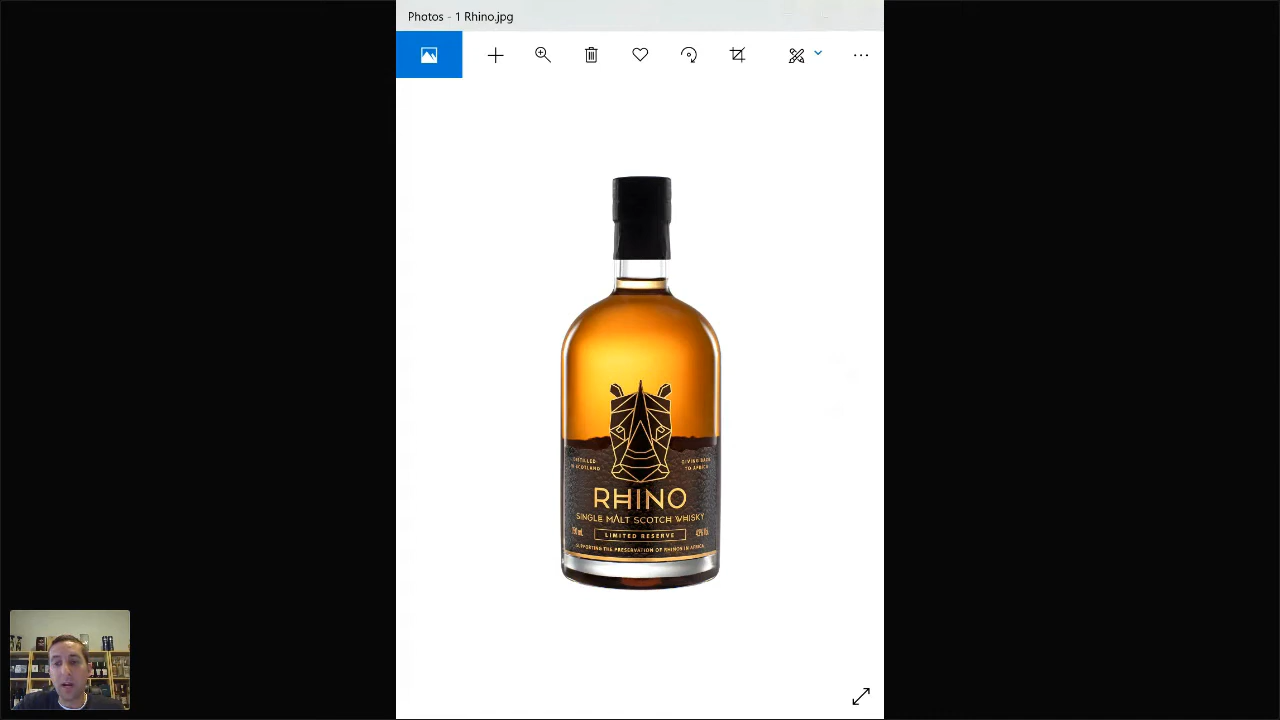 Photos - 1 Rhino.jpg
DISTILLED
IN SCOTLAND
GIVING BACK
TO AFRICA
RHINO
SINGLE MALT SCOTCH WHISKY
LIMITED RESERVE
SUPPORTING THE PRESERVATION OF RHINOS IN AFRICA